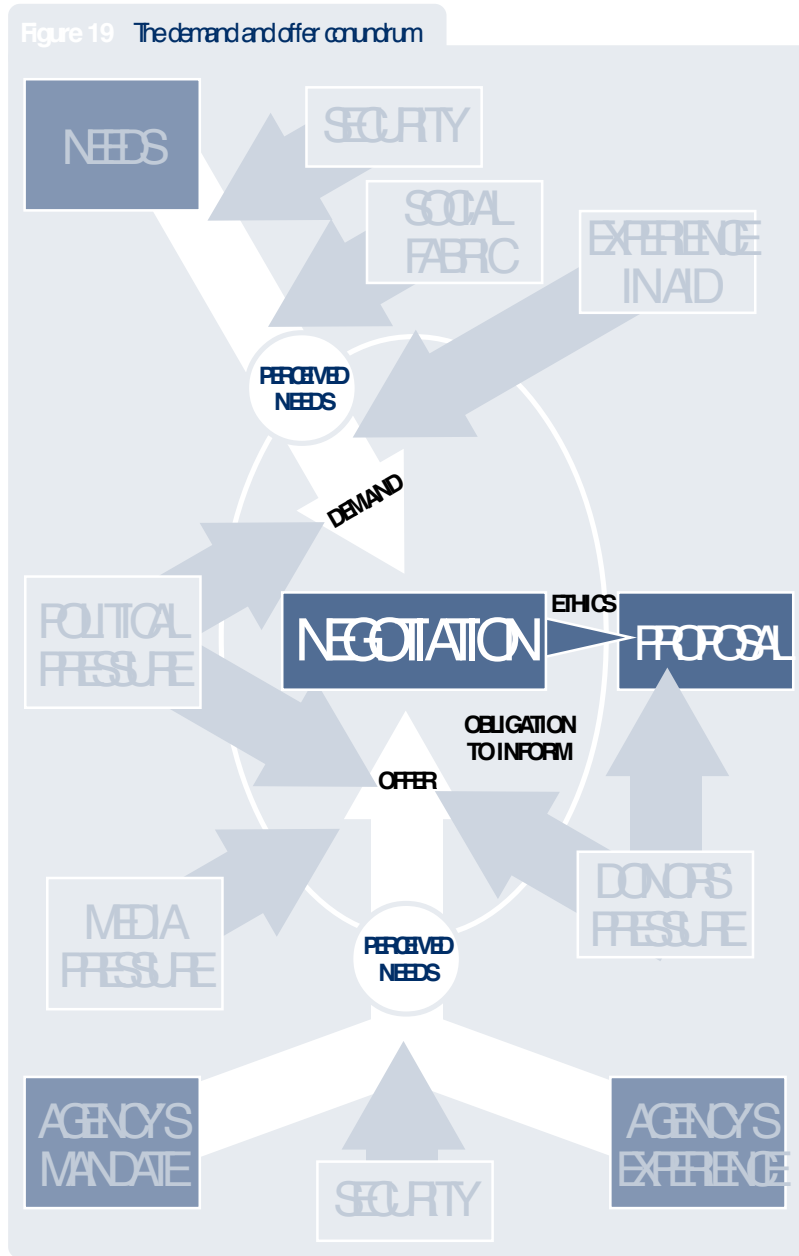 Figure 19 The demand and offer conundrum
NEEDS
SECURITY
SOCIAL
FABRIC
EXPERIENCE
IN AID
PERCEIVED
NEEDS
DEMAND
POLITICAL
PRESSURE
NEGOTIATION
ETHICS
PROPOSAL
OBLIGATION
TO INFORM
OFFER
MEDIA
PRESSURE
DONORS
PRESSURE
PERCEIVED
NEEDS
AGENCY'S
MANDATE
SECURITY
AGENCY'S
EXPERIENCE